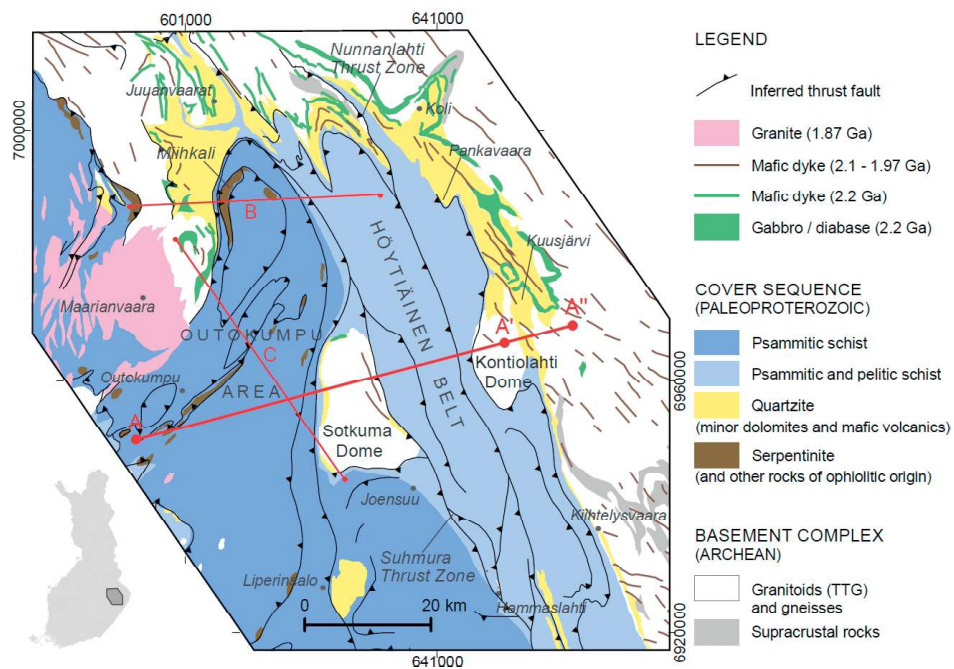 601000
641000
7000000
Nunnanlahti
Thrust Zone
Juuanvaarat
Koli
Miihkali
Pankavaara
B
HÖYTIÄINEN
BELT
Kuusjärvi
Maarianvaara
OUTOKUMPU
AREA
C
A'
A"
Kontiolahti
Dome
6960000
Outokumpu
A
Sotkuma
Dome
Joensuu
Kiihtelysvaara
Suhmura
Thrust Zone
Liperinsalo
Hammaslahti
0 20 km
641000
6920000
LEGEND
Inferred thrust fault
Granite (1.87 Ga)
Mafic dyke (2.1 - 1.97 Ga)
Mafic dyke (2.2 Ga)
Gabbro / diabase (2.2 Ga)
COVER SEQUENCE
(PALEOPROTEROZOIC)
Psammitic schist
Psammitic and pelitic schist
Quartzite
(minor dolomites and mafic volcanics)
Serpentinite
(and other rocks of ophiolitic origin)
BASEMENT COMPLEX
(ARCHEAN)
Granitoids (TTG)
and gneisses
Supracrustal rocks